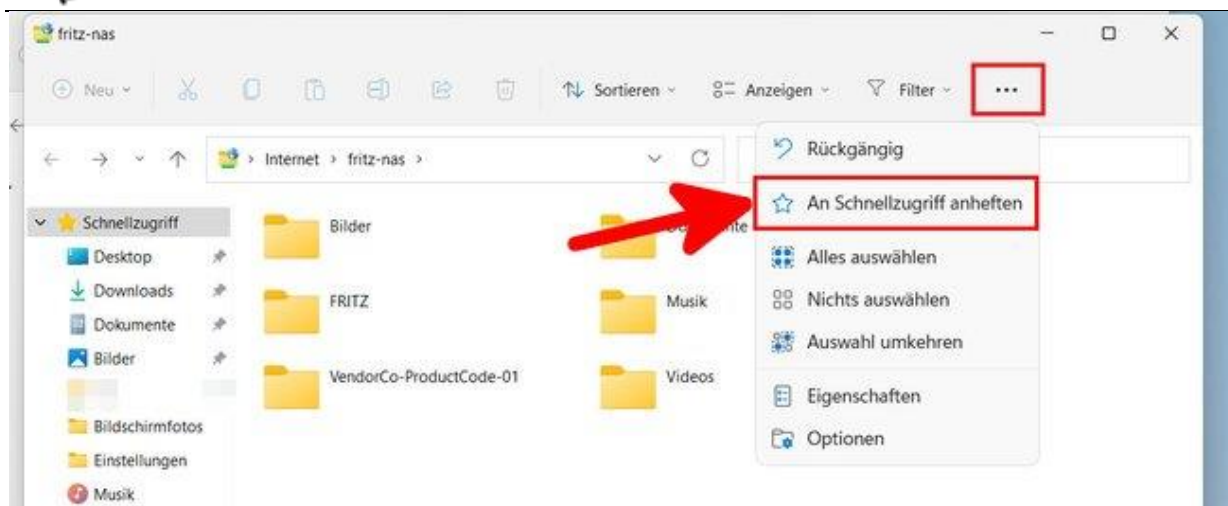 fritz-nas
Neu
Sortieren
Anzeigen
Filter
Internet > fritz-nas >
Rückgängig
An Schnellzugriff anheften
Alles auswählen
Nichts auswählen
Auswahl umkehren
Eigenschaften
Optionen
Schnellzugriff
Desktop
Downloads
Dokumente
Bilder
Bildschirmfotos
Einstellungen
Musik
Bilder
FRITZ
Musik
VendorCo-ProductCode-01
Videos